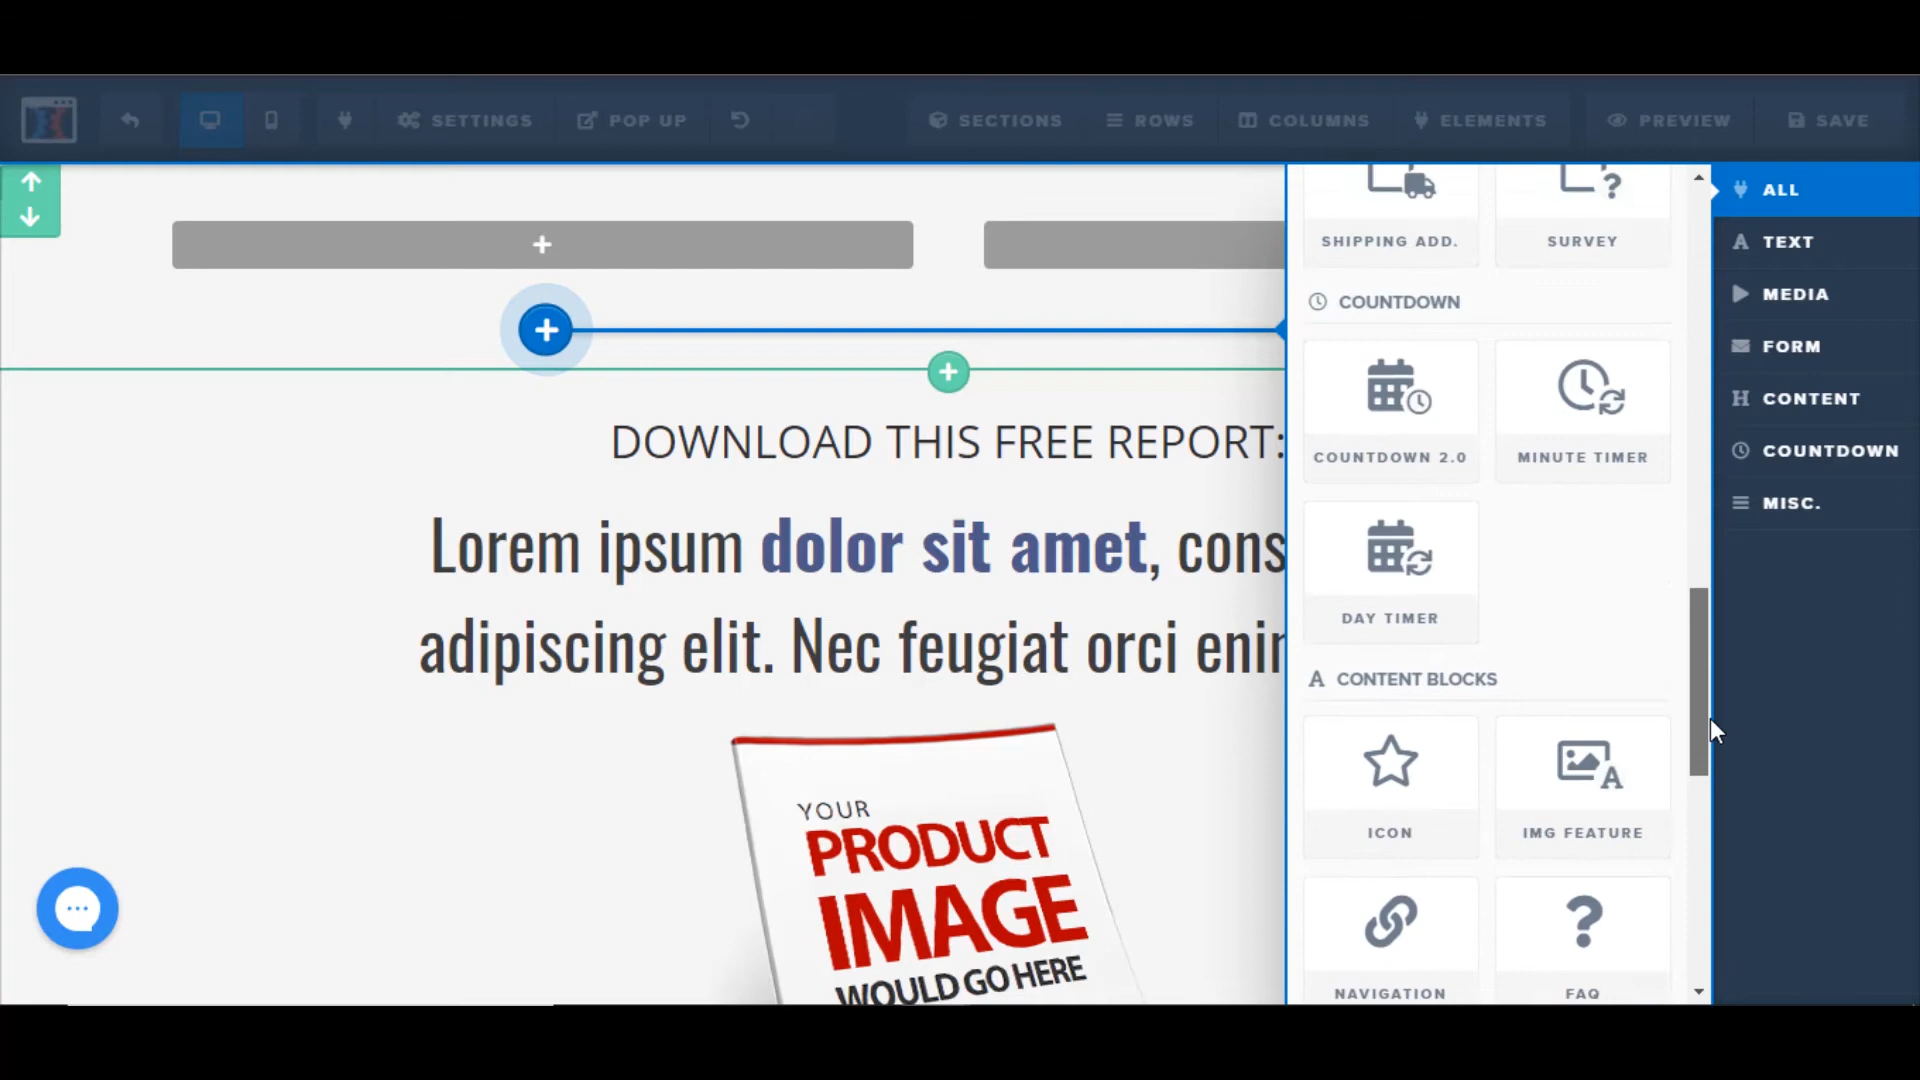 SETTINGS
POP UP
SECTIONS
ROWS
COLUMNS
ELEMENTS
PREVIEW
SAVE
DOWNLOAD THIS FREE REPORT:
Lorem ipsum dolor sit amet, cons
adipiscing elit. Nec feugiat orci enin
YOUR
PRODUCT
IMAGE
WOULD GO HERE
SHIPPING ADD.
SURVEY
COUNTDOWN
COUNTDOWN 2.0
MINUTE TIMER
DAY TIMER
CONTENT BLOCKS
ICON
IMG FEATURE
NAVIGATION
FAQ
ALL
TEXT
MEDIA
FORM
CONTENT
COUNTDOWN
MISC.